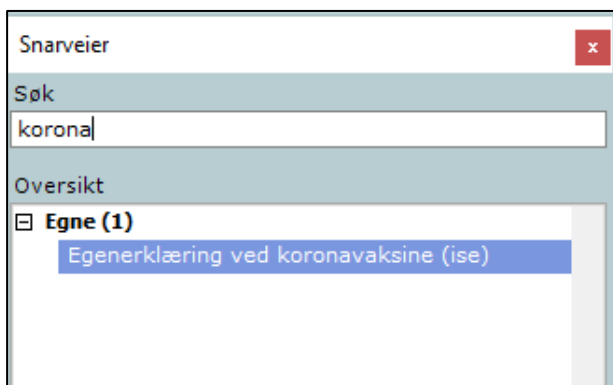 Snarveier
x
Søk
korona
Oversikt
Egne (1)
Egenerklæring ved koronavaksine (ise)